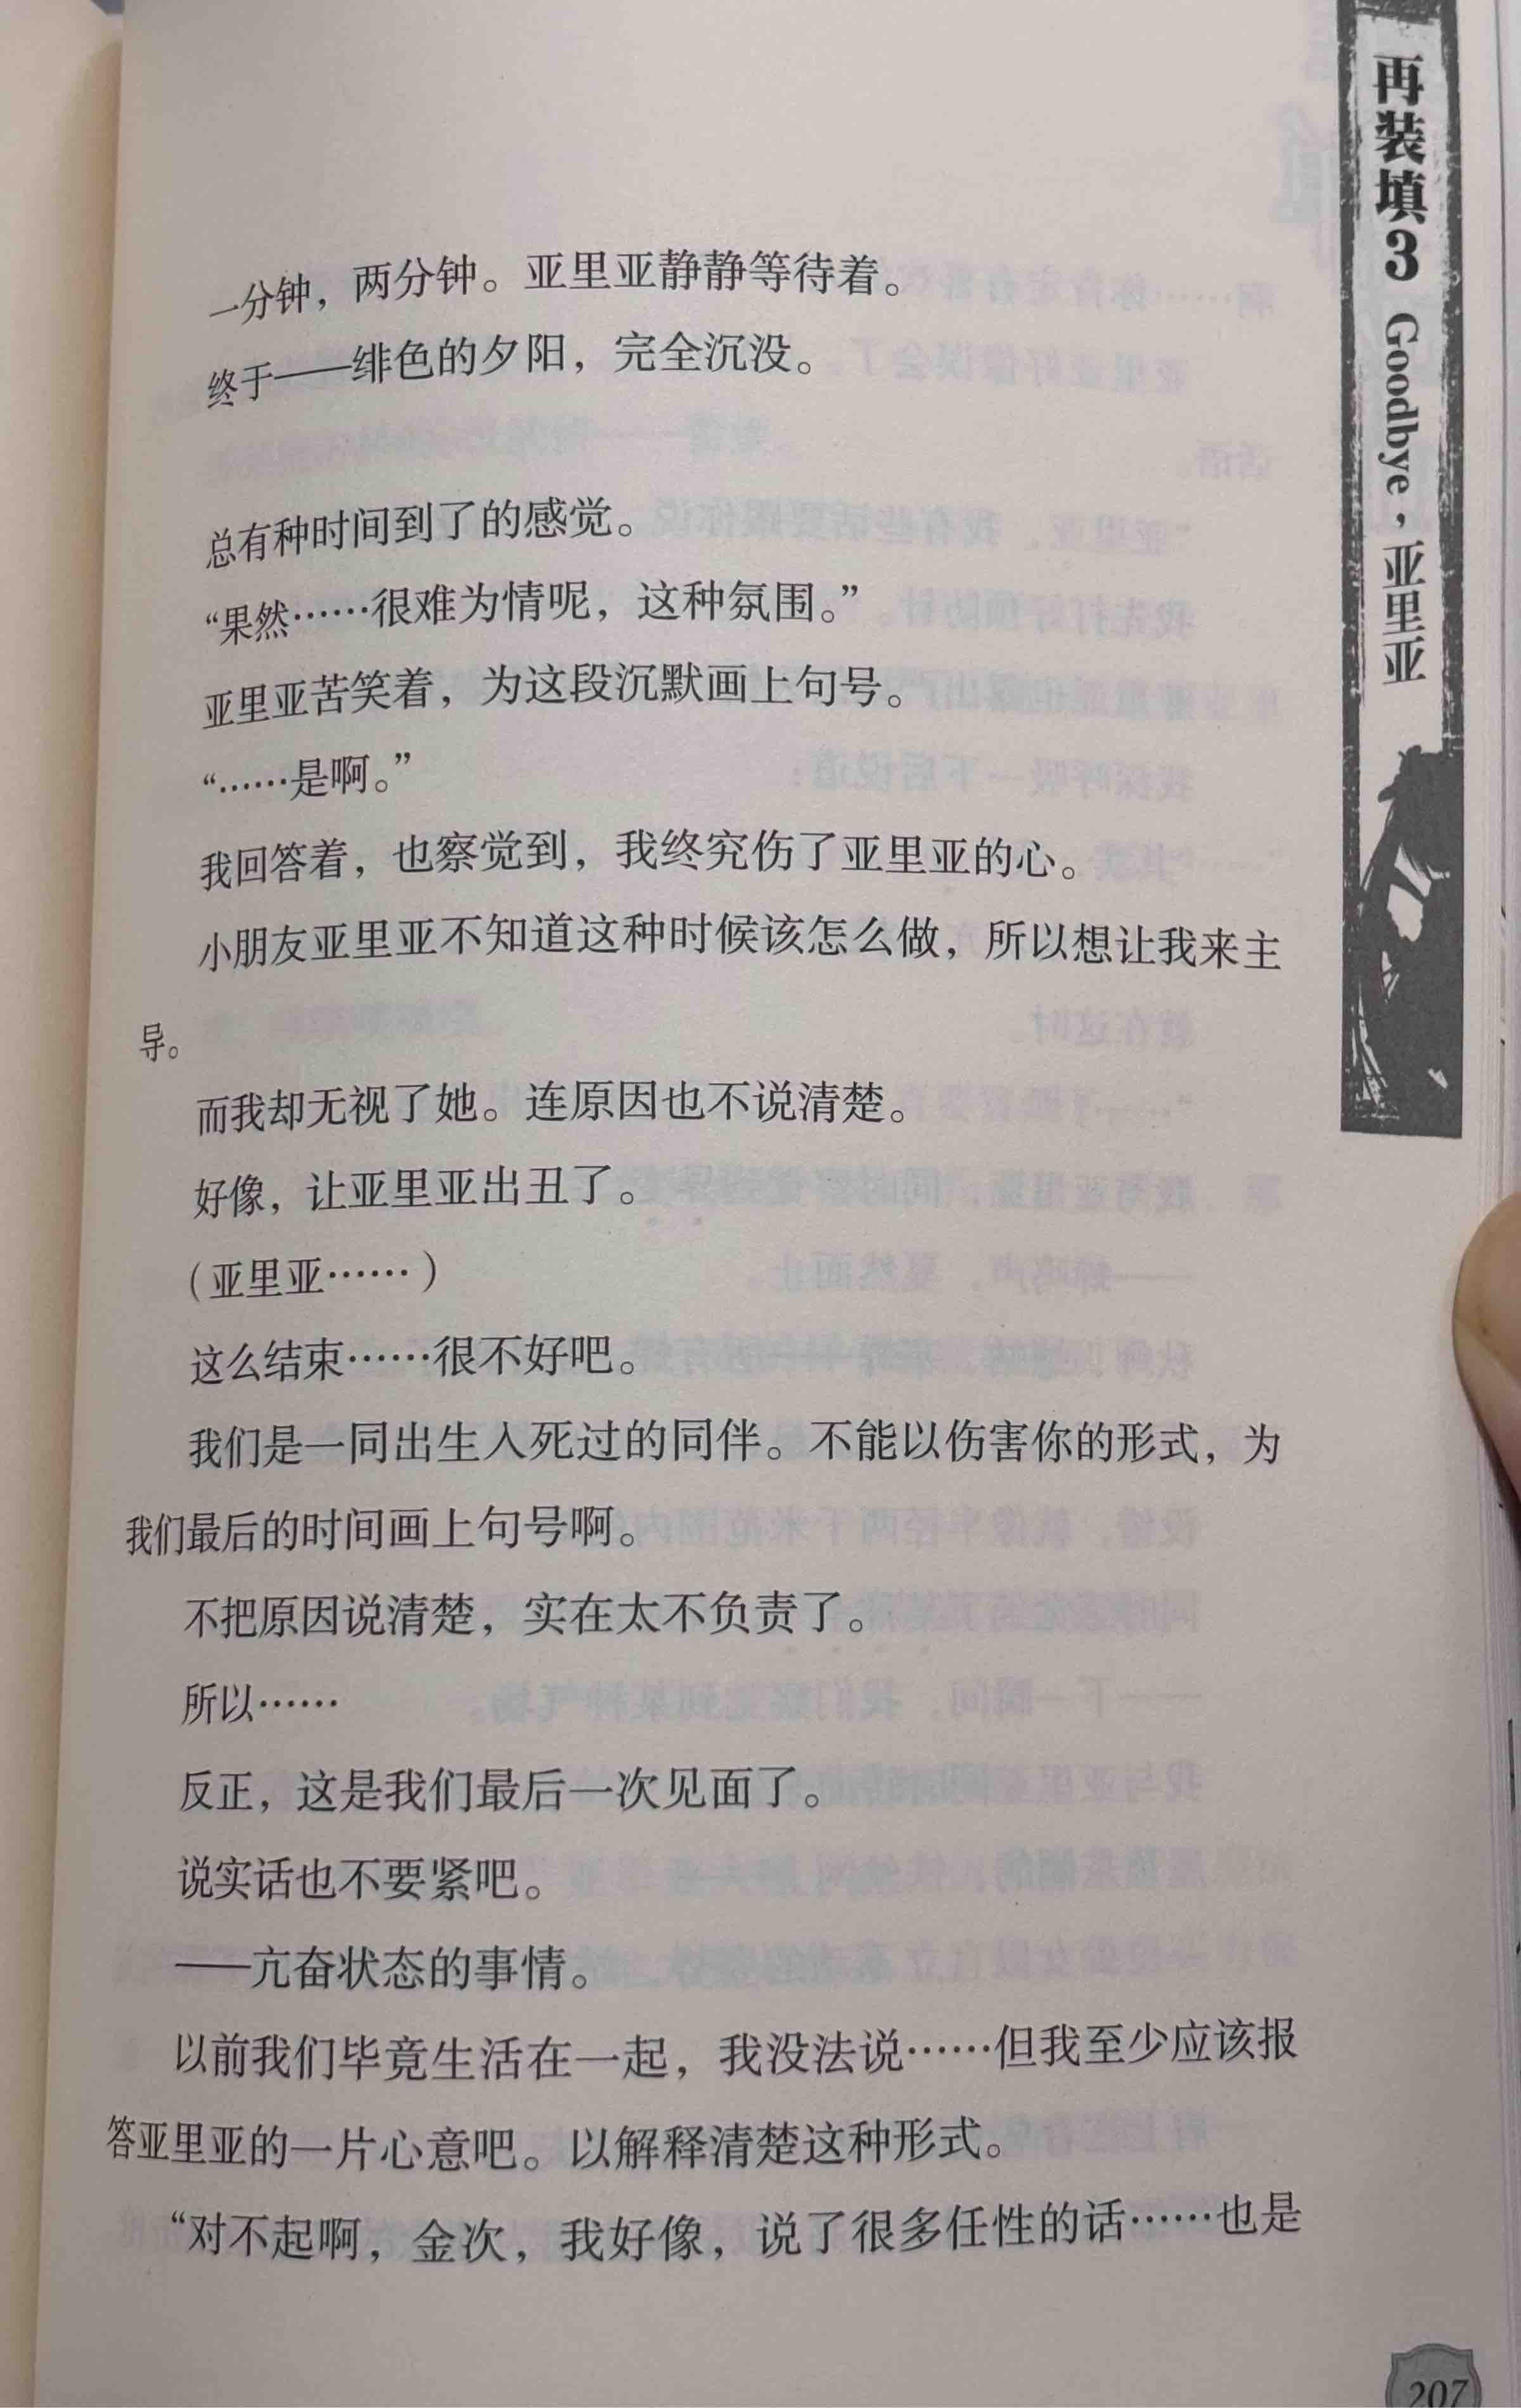 一分钟，两分钟。亚里亚静静等待着。
终于——绯色的夕阳，完全沉没。
总有种时间到了的感觉。
“果然……很难为情呢，这种氛围。”
亚里亚苦笑着，为这段沉默画上句号。
“……是啊。”
我回答着，也察觉到，我终究伤了亚里亚的心。
小朋友亚里亚不知道这种时候该怎么做，所以想让我来主
导。
而我却无视了她。连原因也不说清楚。
好像，让亚里亚出丑了。
（亚里亚……）
这么结束……很不好吧。
我们是一同出生入死过的同伴。不能以伤害你的形式，为
我们最后的时间画上句号啊。
不把原因说清楚，实在太不负责了。
所以……
反正，这是我们最后一次见面了。
说实话也不要紧吧。
——亢奋状态的事情。
以前我们毕竟生活在一起，我没法说……但我至少应该报
答亚里亚的一片心意吧。以解释清楚这种形式。
“对不起啊，金次，我好像，说了很多任性的话……也是
再装填3 Goodbye，亚里亚
207